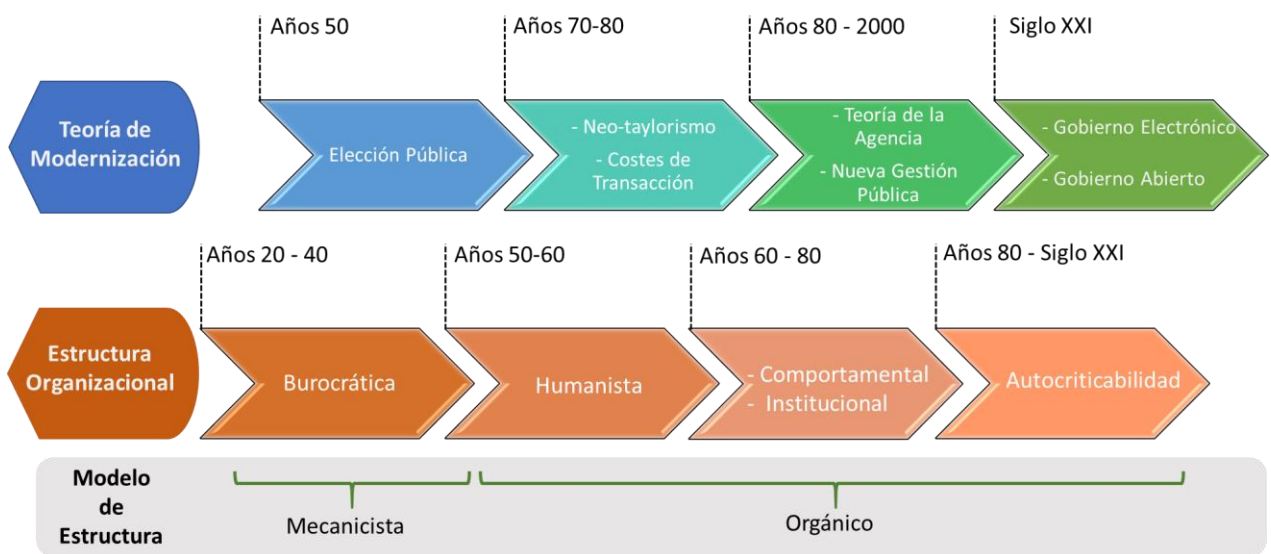 Años 50
Años 70-80
Años 80 - 2000
Siglo XXI
Teoría de
Modernización
Elección Pública
- Neo-taylorismo
- Costes de
Transacción
- Teoría de la
Agencia
- Nueva Gestión
Pública
- Gobierno Electrónico
- Gobierno Abierto
Años 20 - 40
Años 50-60
Años 60 - 80
Años 80 - Siglo XXI
Estructura
Organizacional
Burocrática
Humanista
- Comportamental
- Institucional
Autocriticabilidad
Modelo
de
Estructura
Mecanicista
Orgánico